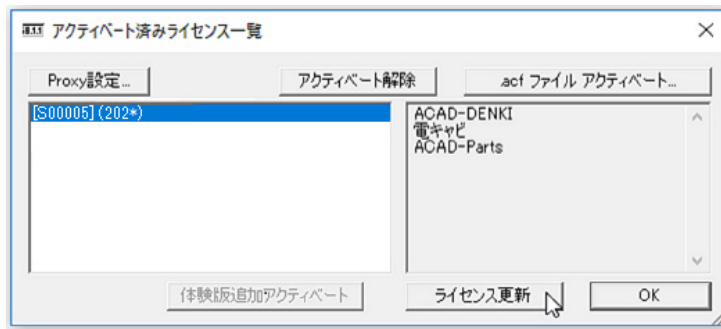 アクティベート済みライセンス一覧
Proxy設定...
アクティベート解除
.acf ファイル アクティベート...
[S00005](202*)
ACAD-DENKI
電キャビ
ACAD-Parts
体験版追加アクティベート
ライセンス更新
OK